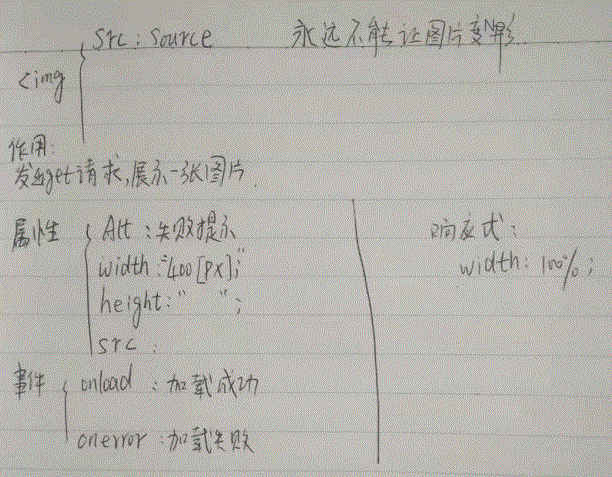 src: Source
永远不能让图片变形
<img
作用:
发出get请求,展示一张图片.
属性
Alt:失败提示
width:"400[PX];"
height:"     ";
src:
响应式:
width: 100%;
事件
onload:加载成功
onerror:加载失败